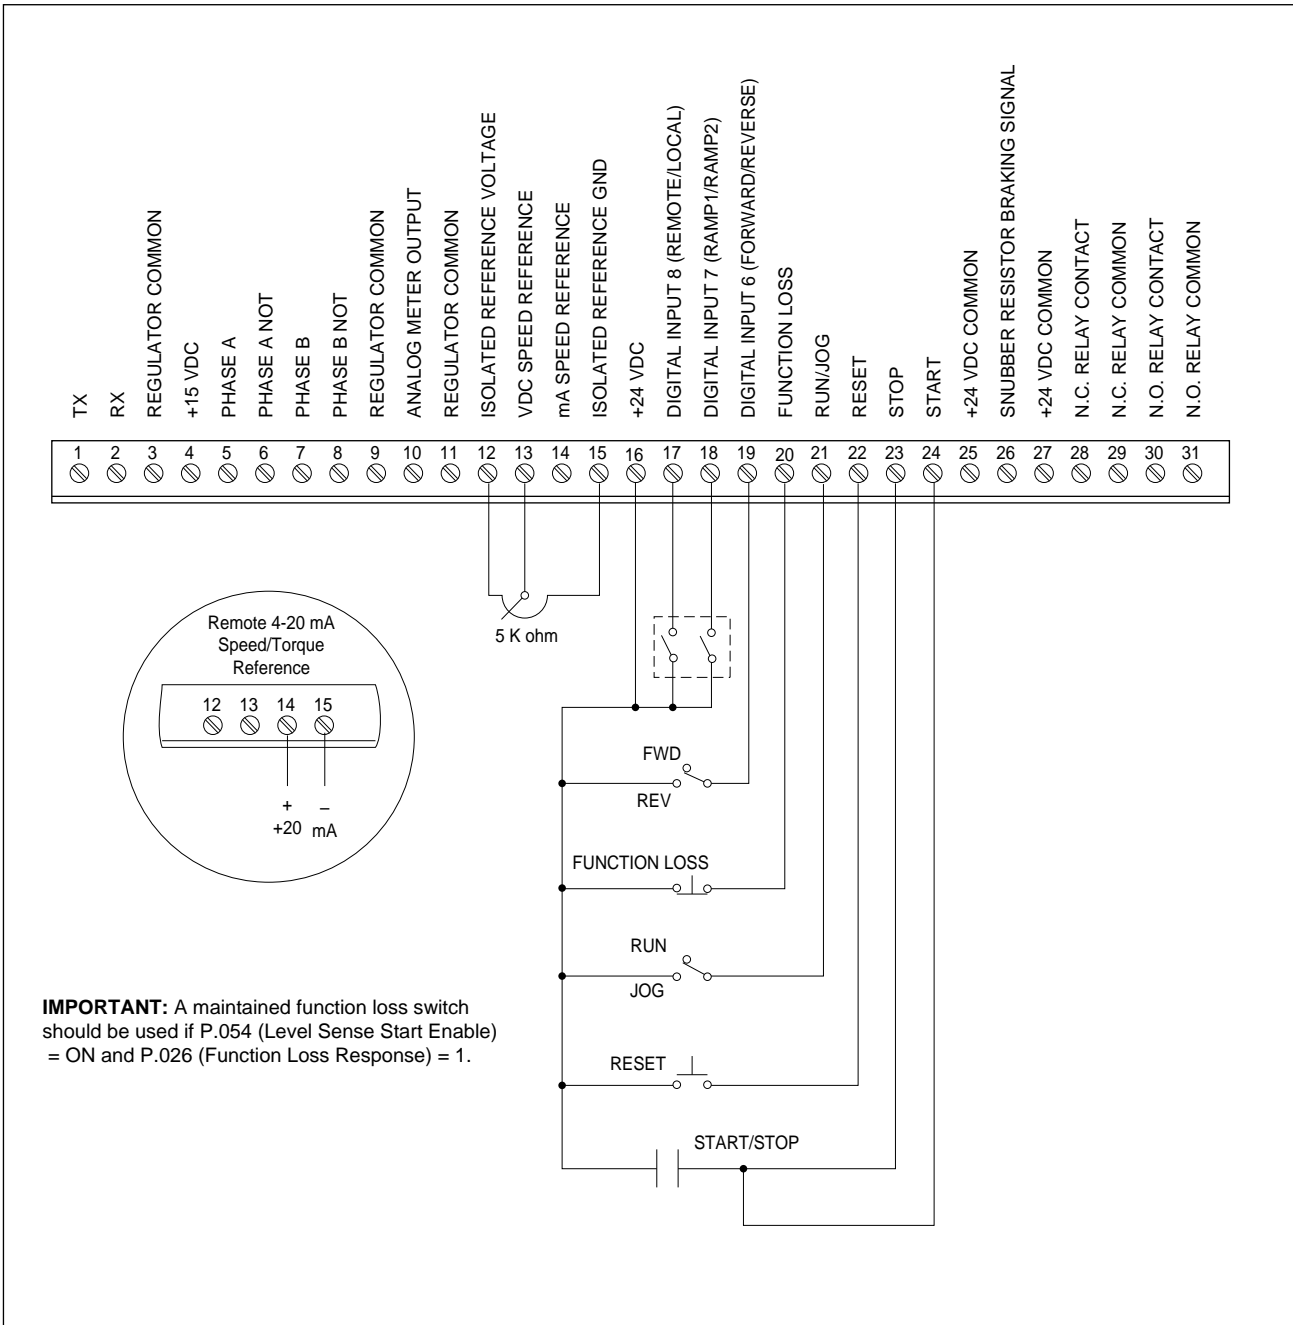 TX
RX
REGULATOR COMMON
+15 VDC
PHASE A
PHASE A NOT
PHASE B
PHASE B NOT
REGULATOR COMMON
ANALOG METER OUTPUT
REGULATOR COMMON
ISOLATED REFERENCE VOLTAGE
VDC SPEED REFERENCE
mA SPEED REFERENCE
ISOLATED REFERENCE GND
+24 VDC
DIGITAL INPUT 8 (REMOTE/LOCAL)
DIGITAL INPUT 7 (RAMP1/RAMP2)
DIGITAL INPUT 6 (FORWARD/REVERSE)
FUNCTION LOSS
RUN/JOG
RESET
STOP
START
+24 VDC COMMON
SNUBBER RESISTOR BRAKING SIGNAL
+24 VDC COMMON
N.C. RELAY CONTACT
N.C. RELAY COMMON
N.O. RELAY CONTACT
N.O. RELAY COMMON
1 2 3 4 5 6 7 8 9 10 11 12 13 14 15 16 17 18 19 20 21 22 23 24 25 26 27 28 29 30 31
5 K ohm
Remote 4-20 mA
Speed/Torque
Reference
12 13 14 15
+ –
+20 mA
FWD
REV
FUNCTION LOSS
RUN
JOG
IMPORTANT: A maintained function loss switch
should be used if P.054 (Level Sense Start Enable)
= ON and P.026 (Function Loss Response) = 1.
RESET
START/STOP